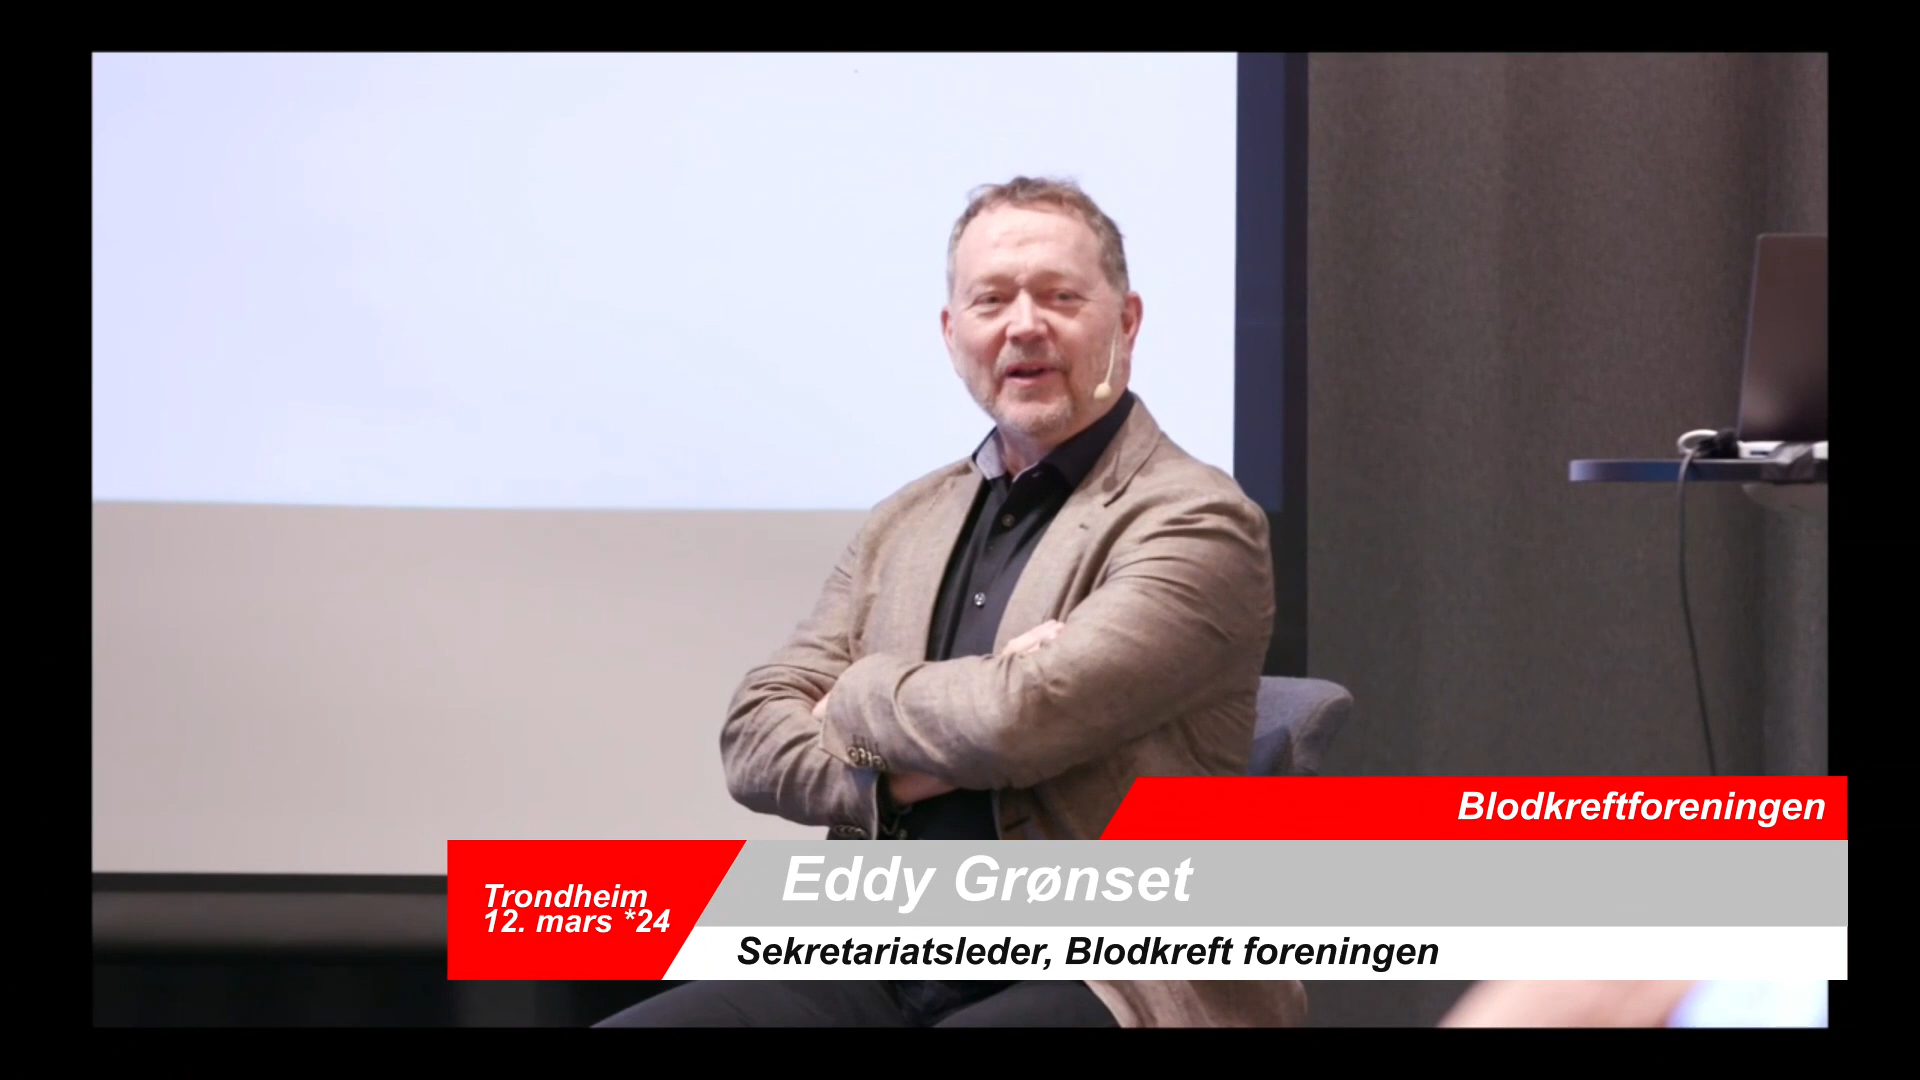 Blodkreftforeningen
Eddy Grønset
Trondheim
12. mars *24
Sekretariatsleder, Blodkreft foreningen